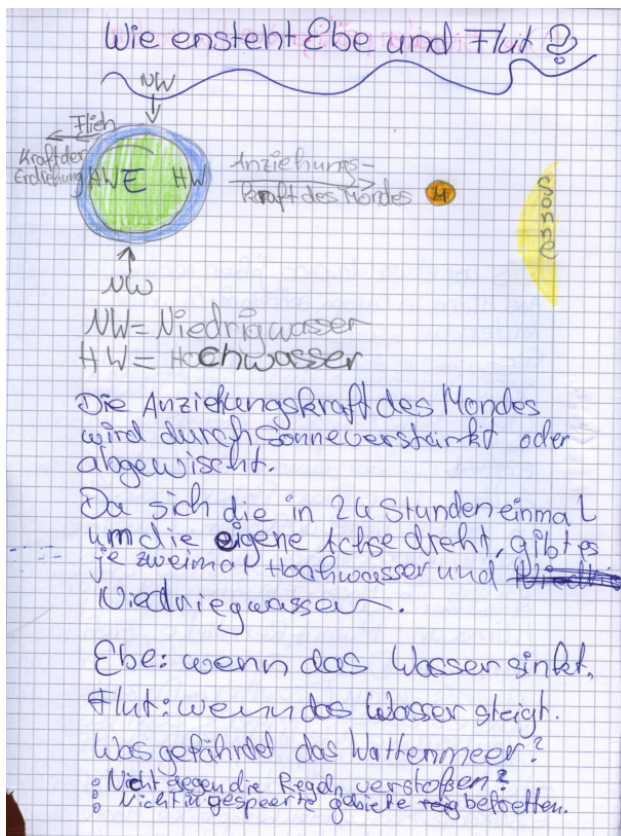 Wie ensteht Ebe und Flut?
NW
Flieh
Kraft der
Erdrehung
HW E HW
Anziehungs-
kraft des Mondes
M
Sonne
NW
NW = Niedrigwasser
HW = Hochwasser
Die Anziehungskraft des Mondes
wird durch Sonne verstärkt oder
abgewischt.
Da sich die in 24 Stunden einmal
um die eigene Achse dreht, gibt es
je zweimal Hochwasser und
Niedriegwasser.
Ebe: wenn das Wasser sinkt.
Flut: wenn das Wasser steigt.
Was gefährdet das Wattenmeer?
Nicht gegen die Regeln verstoßen?
Nicht in gespeerte gebiete betretten.